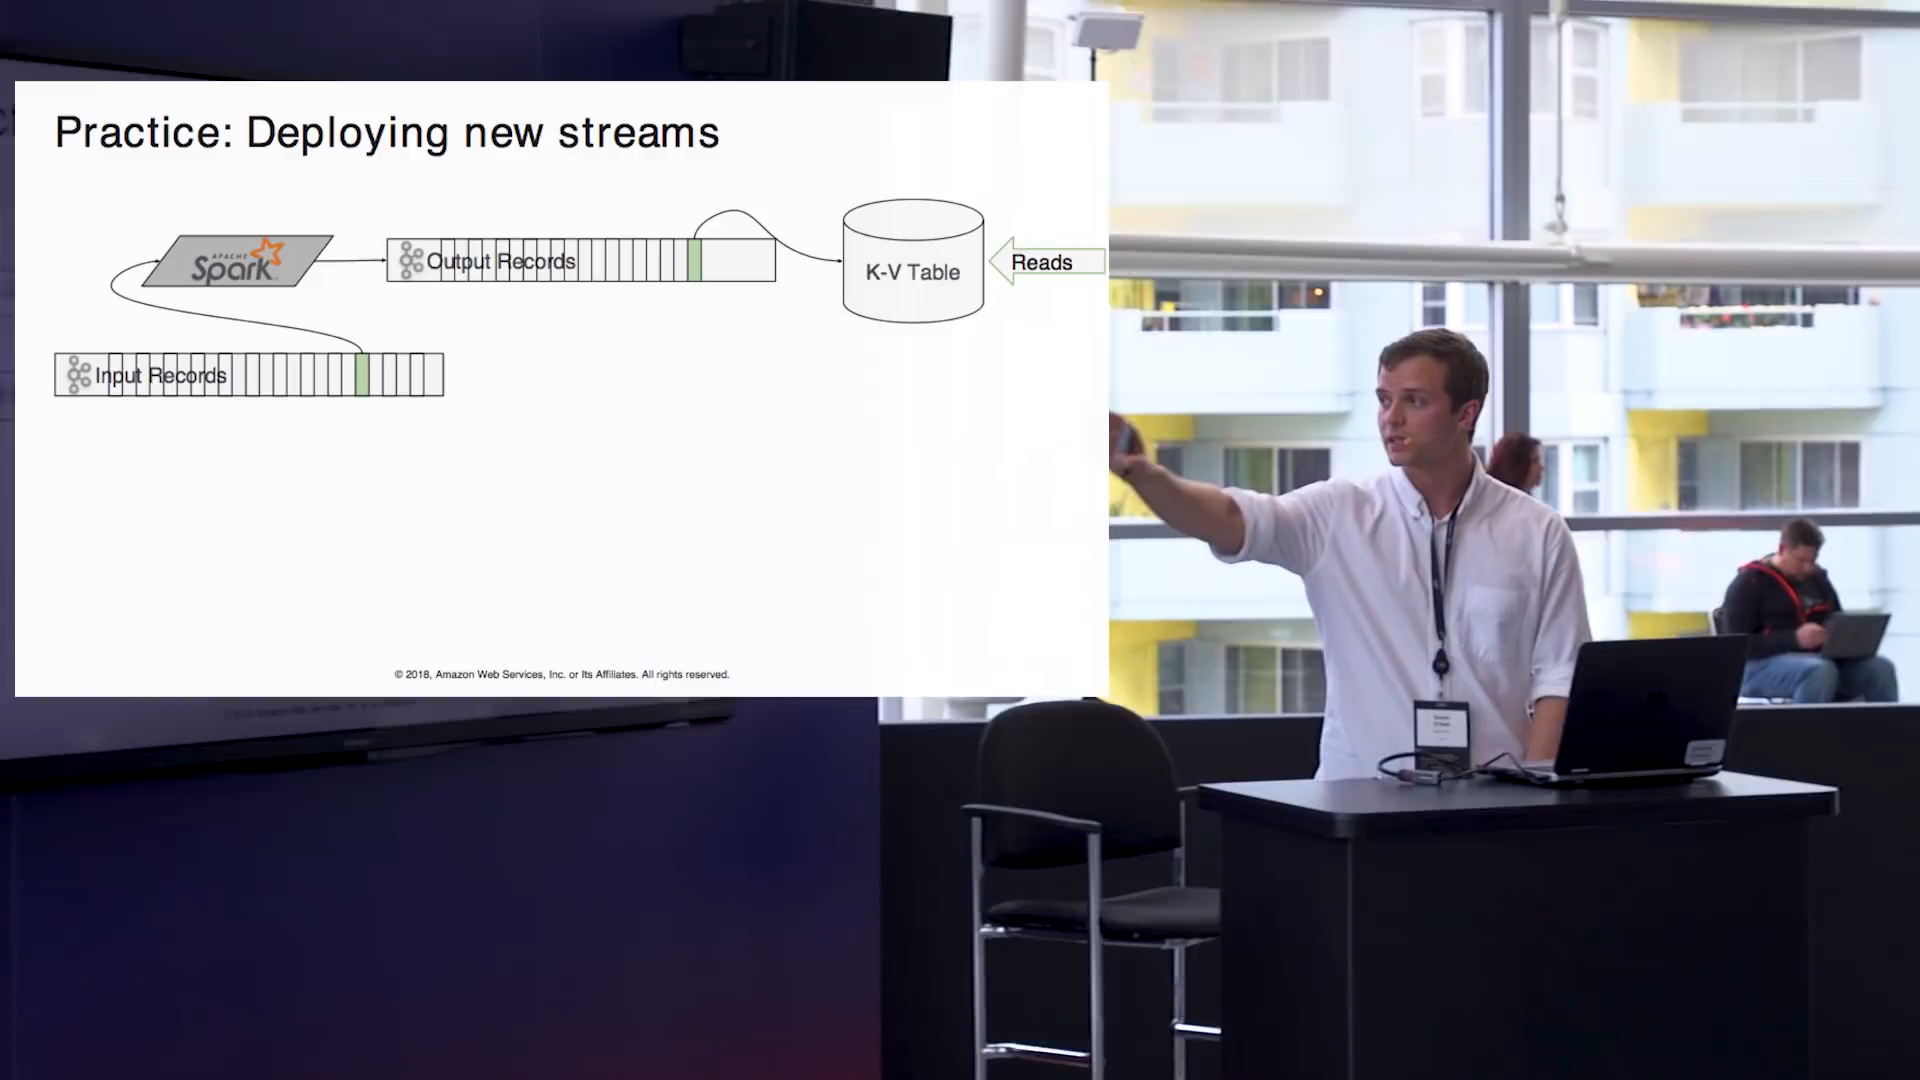 Practice: Deploying new streams
APACHE
Spark
Output Records
K-V Table
Reads
Input Records
© 2018, Amazon Web Services, Inc. or Its Affiliates. All rights reserved.